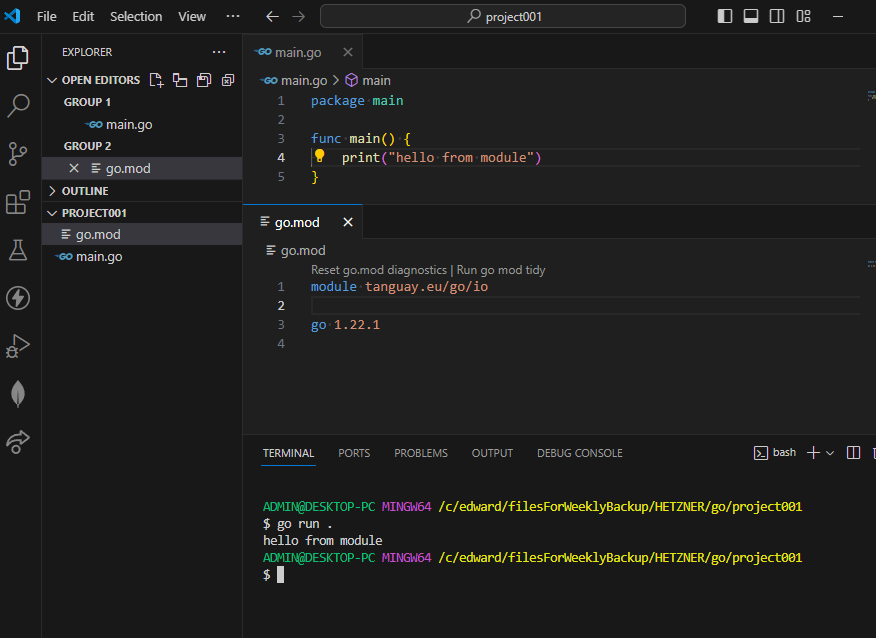 File Edit Selection View ··· project001
EXPLORER ···
OPEN EDITORS
GROUP 1
GO main.go
GROUP 2
go.mod
OUTLINE
PROJECT001
go.mod
GO main.go
GO main.go
GO main.go > main
1 package main
2
3 func main() {
4 print("hello from module")
5 }
go.mod
go.mod
Reset go.mod diagnostics | Run go mod tidy
1 module tanguay.eu/go/io
2
3 go 1.22.1
4
TERMINAL PORTS PROBLEMS OUTPUT DEBUG CONSOLE bash
ADMIN@DESKTOP-PC MINGW64 /c/edward/filesForWeeklyBackup/HETZNER/go/project001
$ go run .
hello from module
ADMIN@DESKTOP-PC MINGW64 /c/edward/filesForWeeklyBackup/HETZNER/go/project001
$